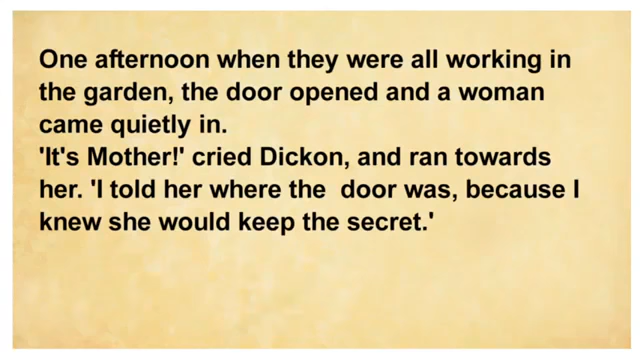 One afternoon when they were all working in
the garden, the door opened and a woman
came quietly in.
'It's Mother!' cried Dickon, and ran towards
her. 'I told her where the  door was, because I
knew she would keep the secret.'